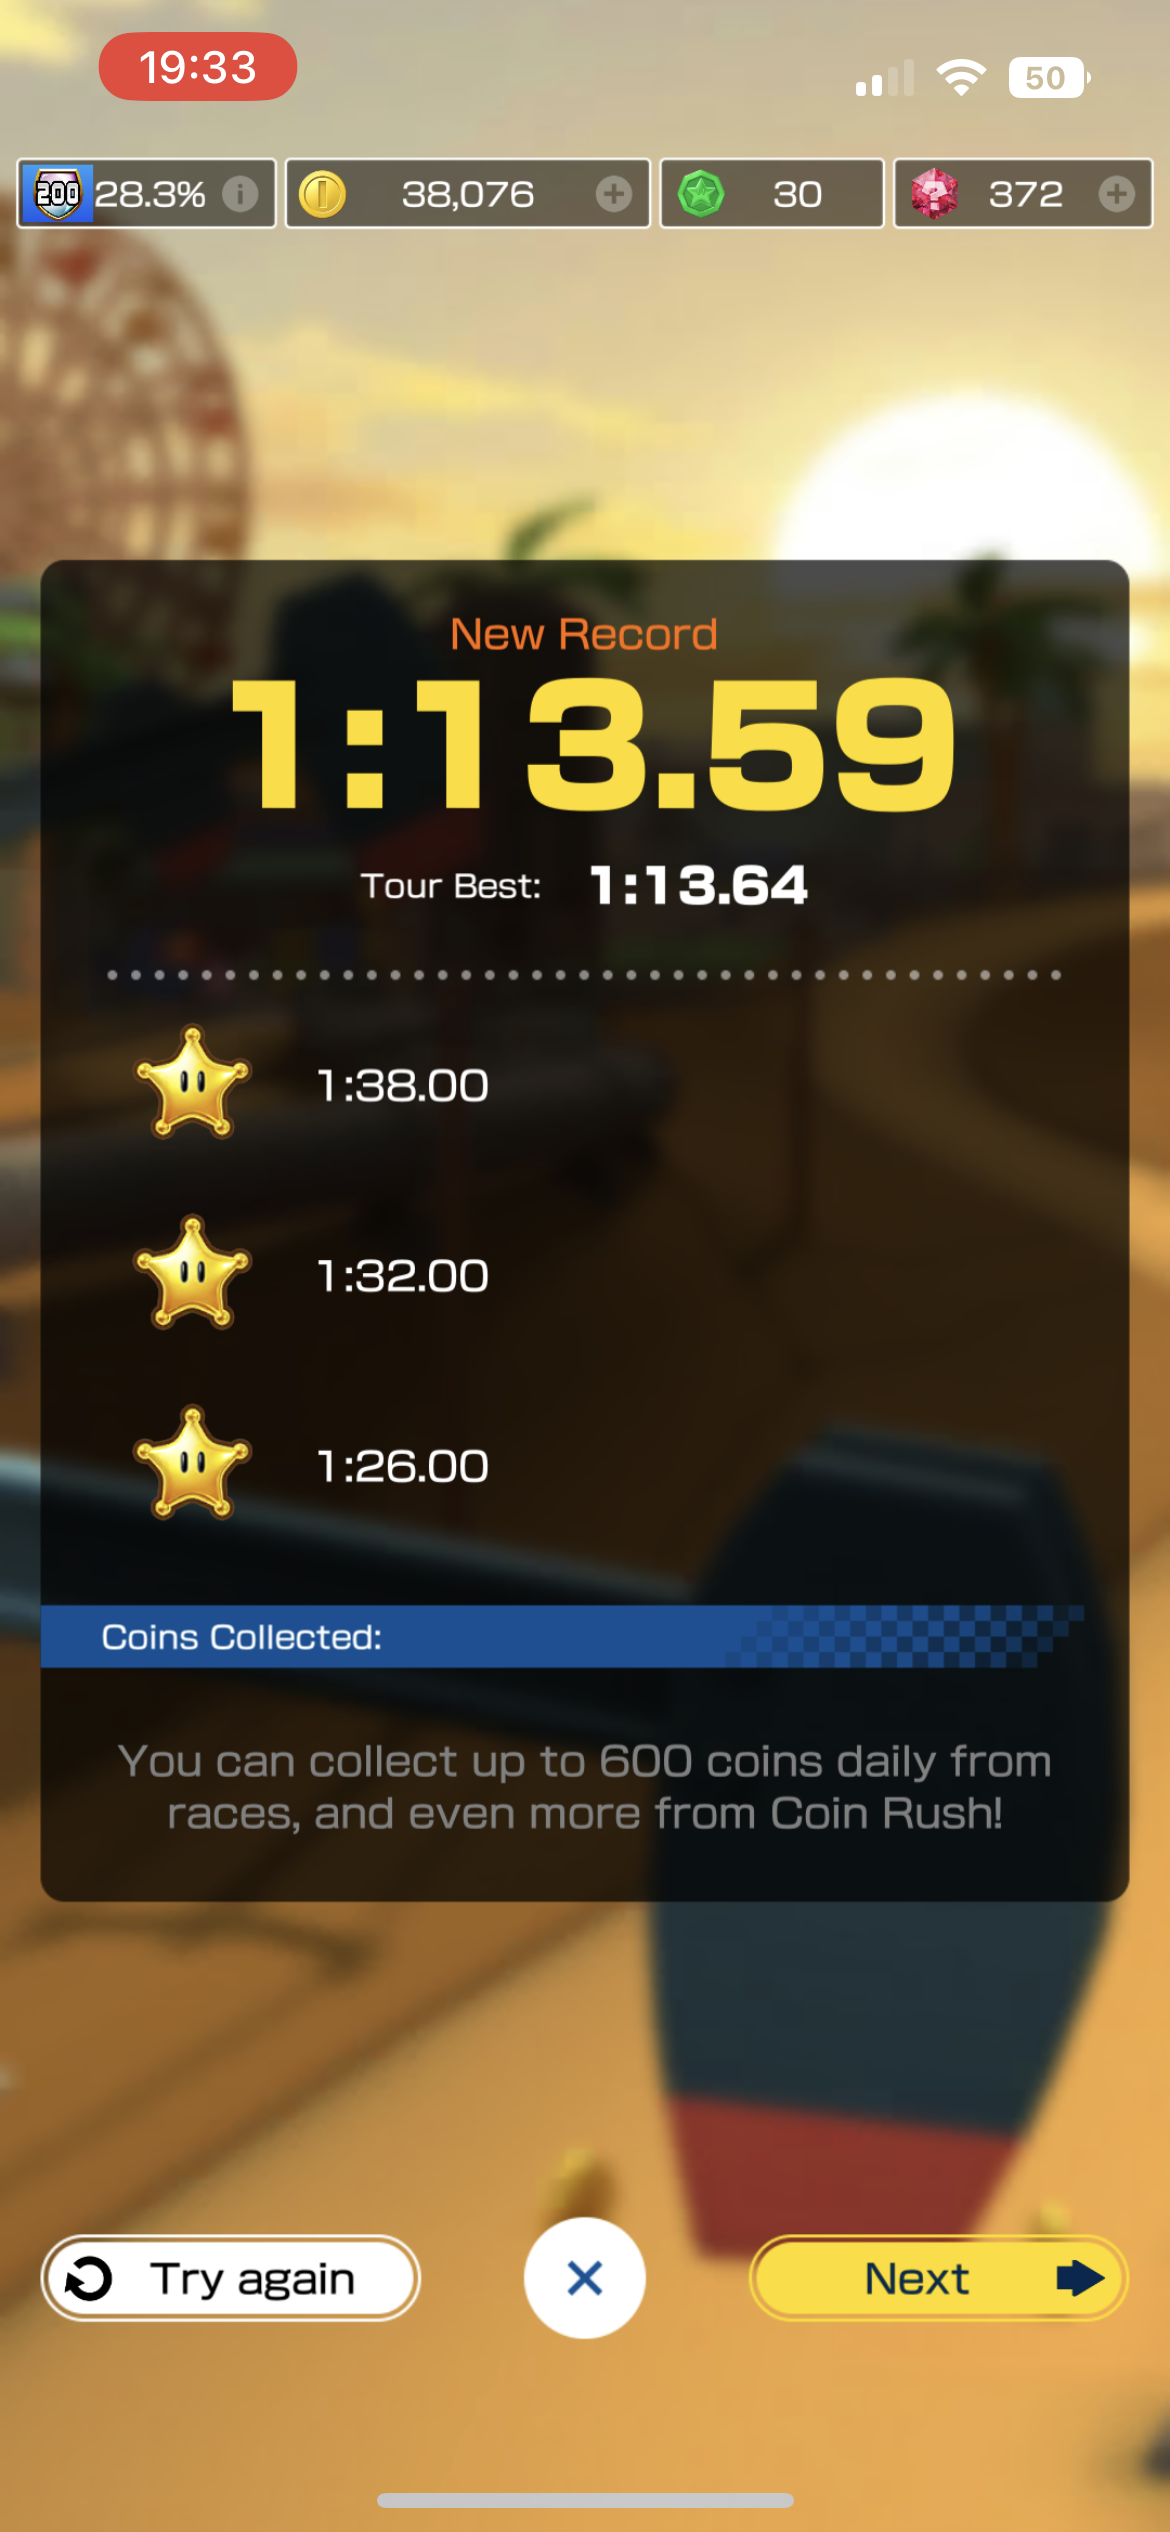 19:33
50
200 28.3% i 38,076 + 30 ? 372 +
New Record
1:13.59
Tour Best: 1:13.64
1:38.00
1:32.00
1:26.00
Coins Collected:
You can collect up to 600 coins daily from
races, and even more from Coin Rush!
Try again × Next